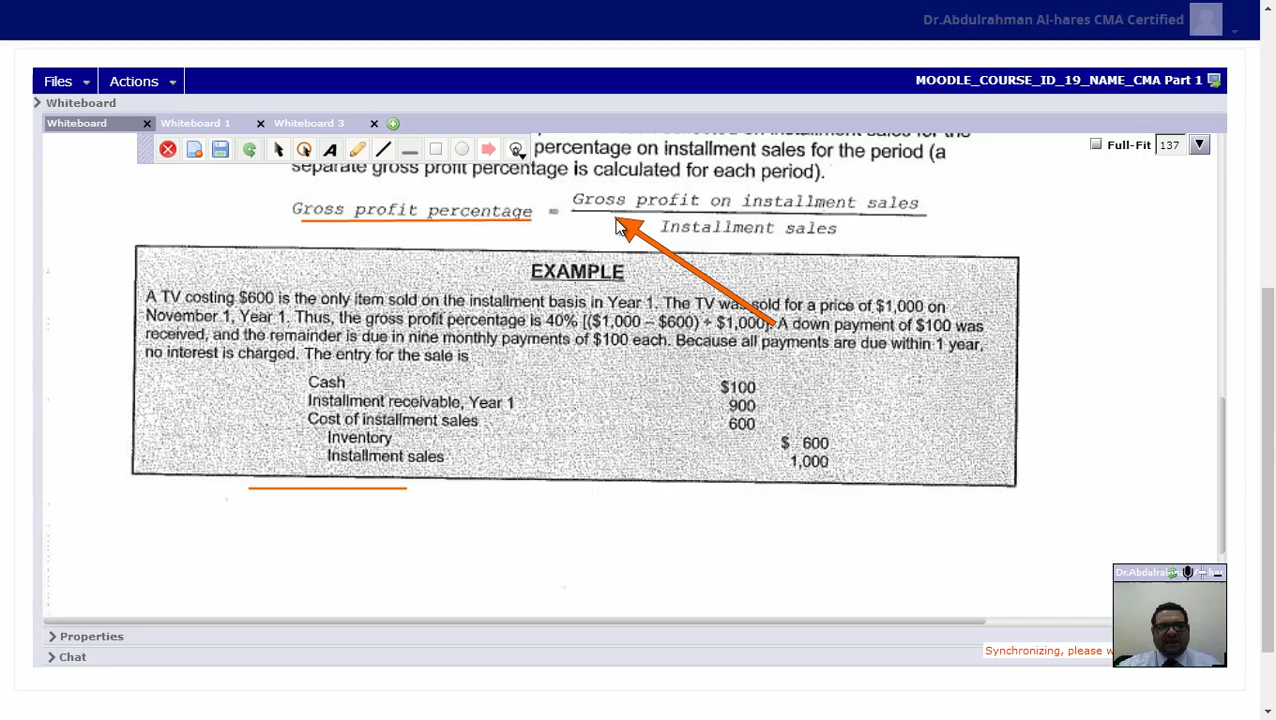 Dr.Abdulrahman Al-hares CMA Certified
Files Actions MOODLE_COURSE_ID_19_NAME_CMA Part 1
Whiteboard
Whiteboard Whiteboard 1 Whiteboard 3
Full-Fit 137
on installment sales for the
percentage on installment sales for the period (a
separate gross profit percentage is calculated for each period).
Gross profit percentage = Gross profit on installment sales
Installment sales
EXAMPLE
A TV costing $600 is the only item sold on the installment basis in Year 1. The TV was sold for a price of $1,000 on
November 1, Year 1. Thus, the gross profit percentage is 40% [($1,000 – $600) ÷ $1,000]. A down payment of $100 was
received, and the remainder is due in nine monthly payments of $100 each. Because all payments are due within 1 year,
no interest is charged. The entry for the sale is
Cash $100
Installment receivable, Year 1 900
Cost of installment sales 600
Inventory $ 600
Installment sales 1,000
Properties
Chat
Synchronizing, please
Dr.Abdulra